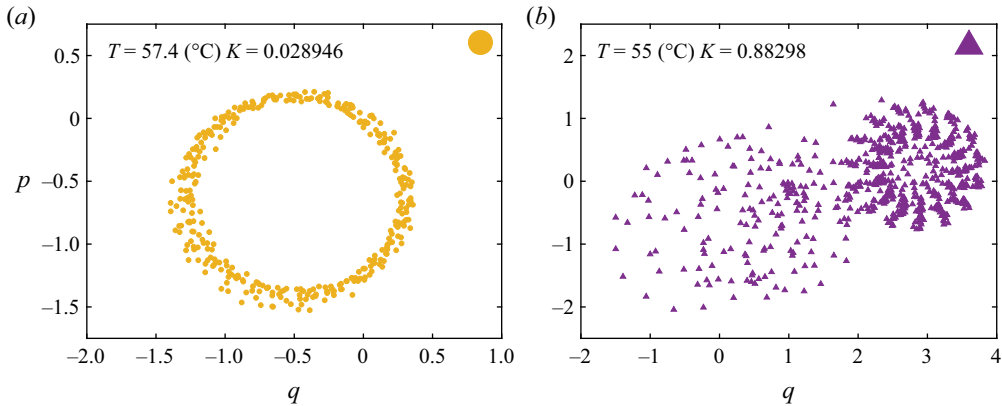 (a)
T = 57.4 (°C) K = 0.028946
0.5
0
−0.5
−1.0
−1.5
p
−2.0 −1.5 −1.0 −0.5 0 0.5 1.0
q
(b)
T = 55 (°C) K = 0.88298
2
1
0
−1
−2
−2 −1 0 1 2 3 4
q